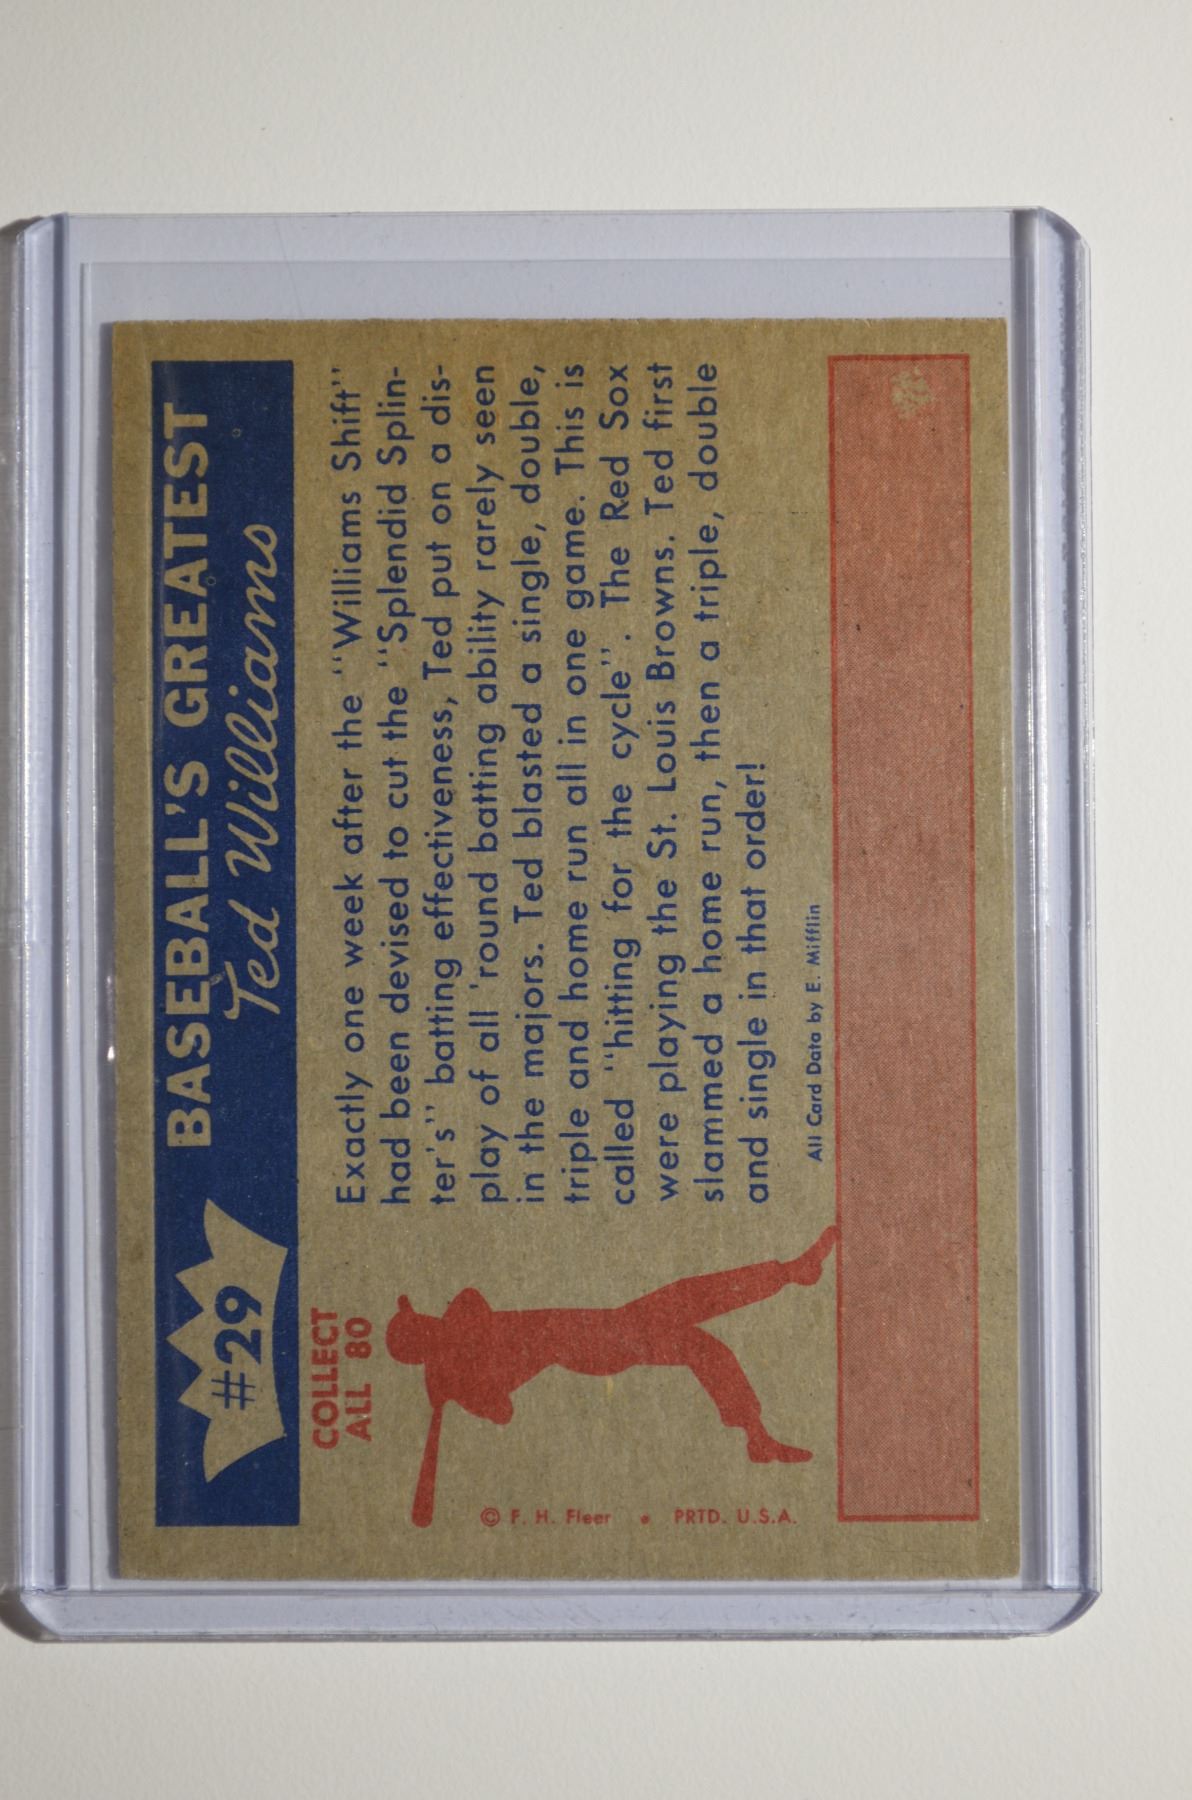 #29
BASEBALL'S GREATEST
Ted Williams
COLLECT
ALL 80
Exactly one week after the "Williams Shift"
had been devised to cut the "Splendid Splin-
ter's" batting effectiveness, Ted put on a dis-
play of all 'round batting ability rarely seen
in the majors. Ted blasted a single, double,
triple and home run all in one game. This is
called "hitting for the cycle". The Red Sox
were playing the St. Louis Browns. Ted first
slammed a home run, then a triple, double
and single in that order!
All Card Data by E. Mifflin
© F. H. Fleer • PRTD. U.S.A.